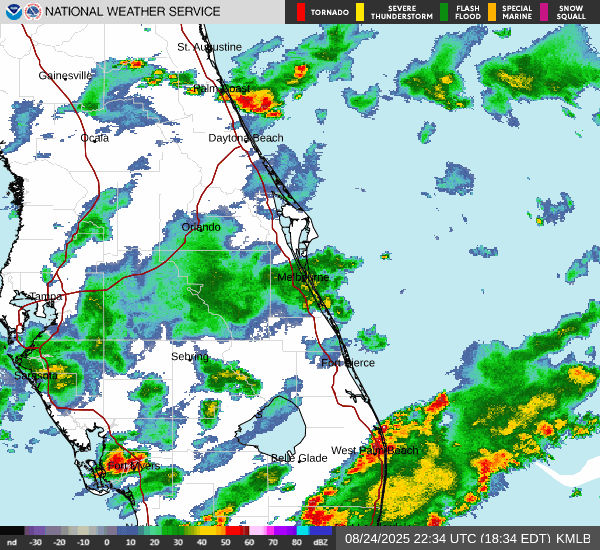 NATIONAL WEATHER SERVICE
TORNADO
SEVERE THUNDERSTORM
FLASH FLOOD
SPECIAL MARINE
SNOW SQUALL
St. Augustine
Gainesville
Palm Coast
Ocala
Daytona Beach
Orlando
Melbourne
Tampa
Sebring
Fort Pierce
Sarasota
West Palm Beach
Belle Glade
Fort Myers
nd -30 -20 -10 0 10 20 30 40 50 60 70 80 dBZ
08/24/2025 22:34 UTC (18:34 EDT) KMLB